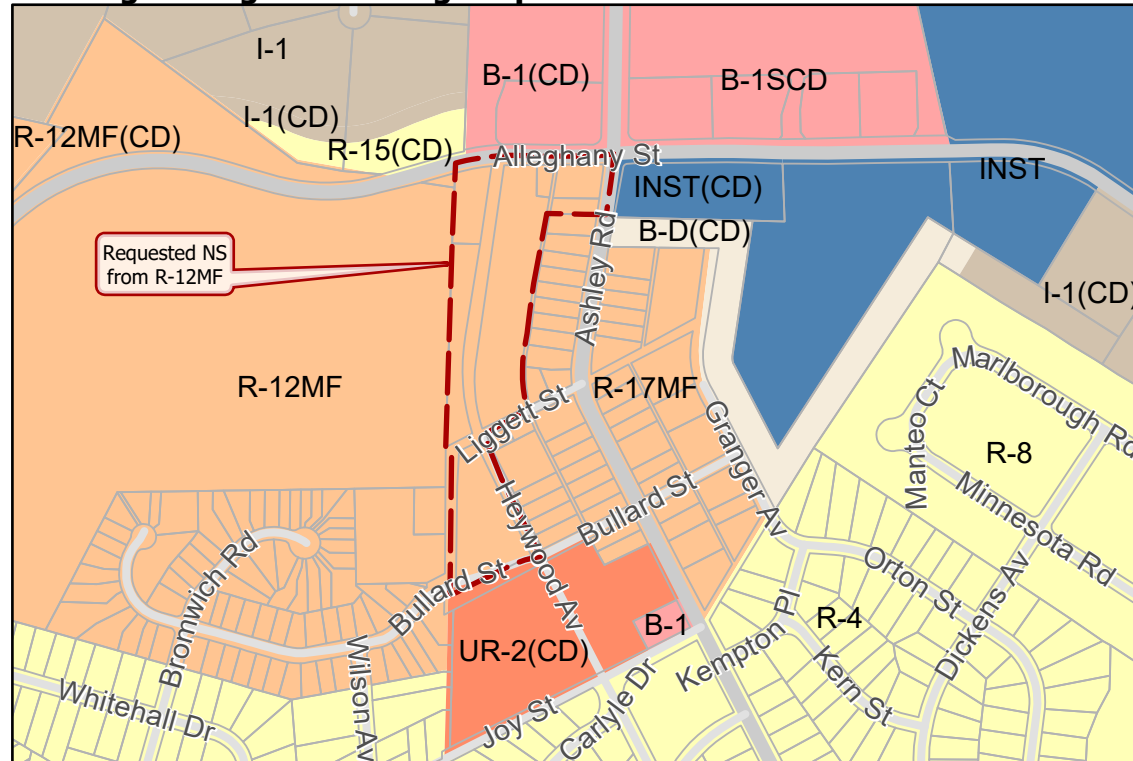 I-1
B-1(CD)
B-1SCD
I-1(CD)
R-12MF(CD)
R-15(CD)
Alleghany St
INST(CD)
INST
B-D(CD)
Requested NS
from R-12MF
Ashley Rd
I-1(CD)
R-12MF
R-17MF
Marlborough Rd
Manteo Ct
R-8
Liggett St
Granger Av
Minnesota Rd
Heywood Av
Bullard St
Bullard St
Orton St
Bromwich Rd
Dickens Av
B-1
R-4
UR-2(CD)
Kempton Pl
Wilson Av
Kern St
Whitehall Dr
Joy St
Carlyle Dr